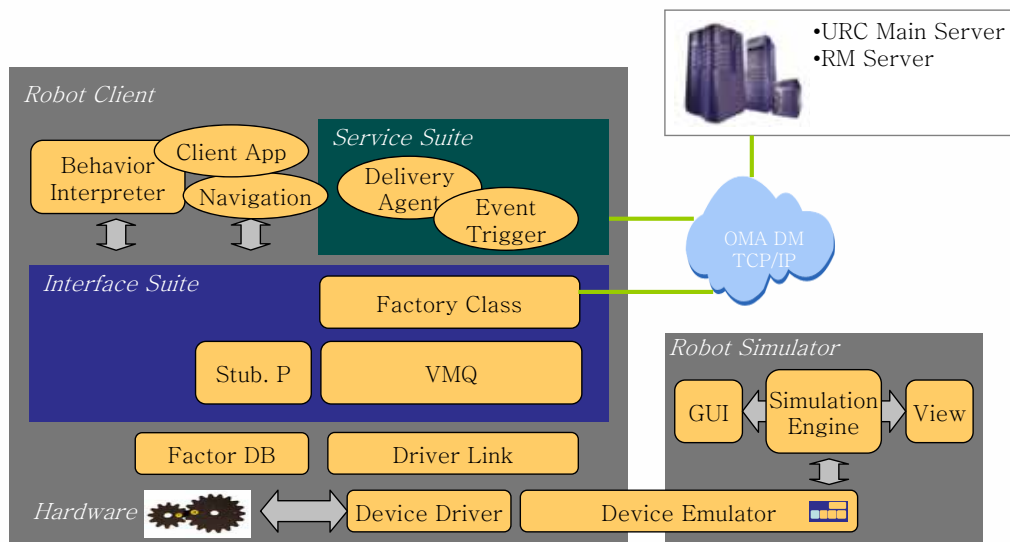 •URC Main Server
•RM Server
Robot Client
Service Suite
Behavior
Interpreter
Client App
Navigation
Delivery
Agent
Event
Trigger
OMA DM
TCP/IP
Interface Suite
Factory Class
Stub. P
VMQ
Robot Simulator
GUI
Simulation
Engine
View
Factor DB
Driver Link
Hardware
Device Driver
Device Emulator